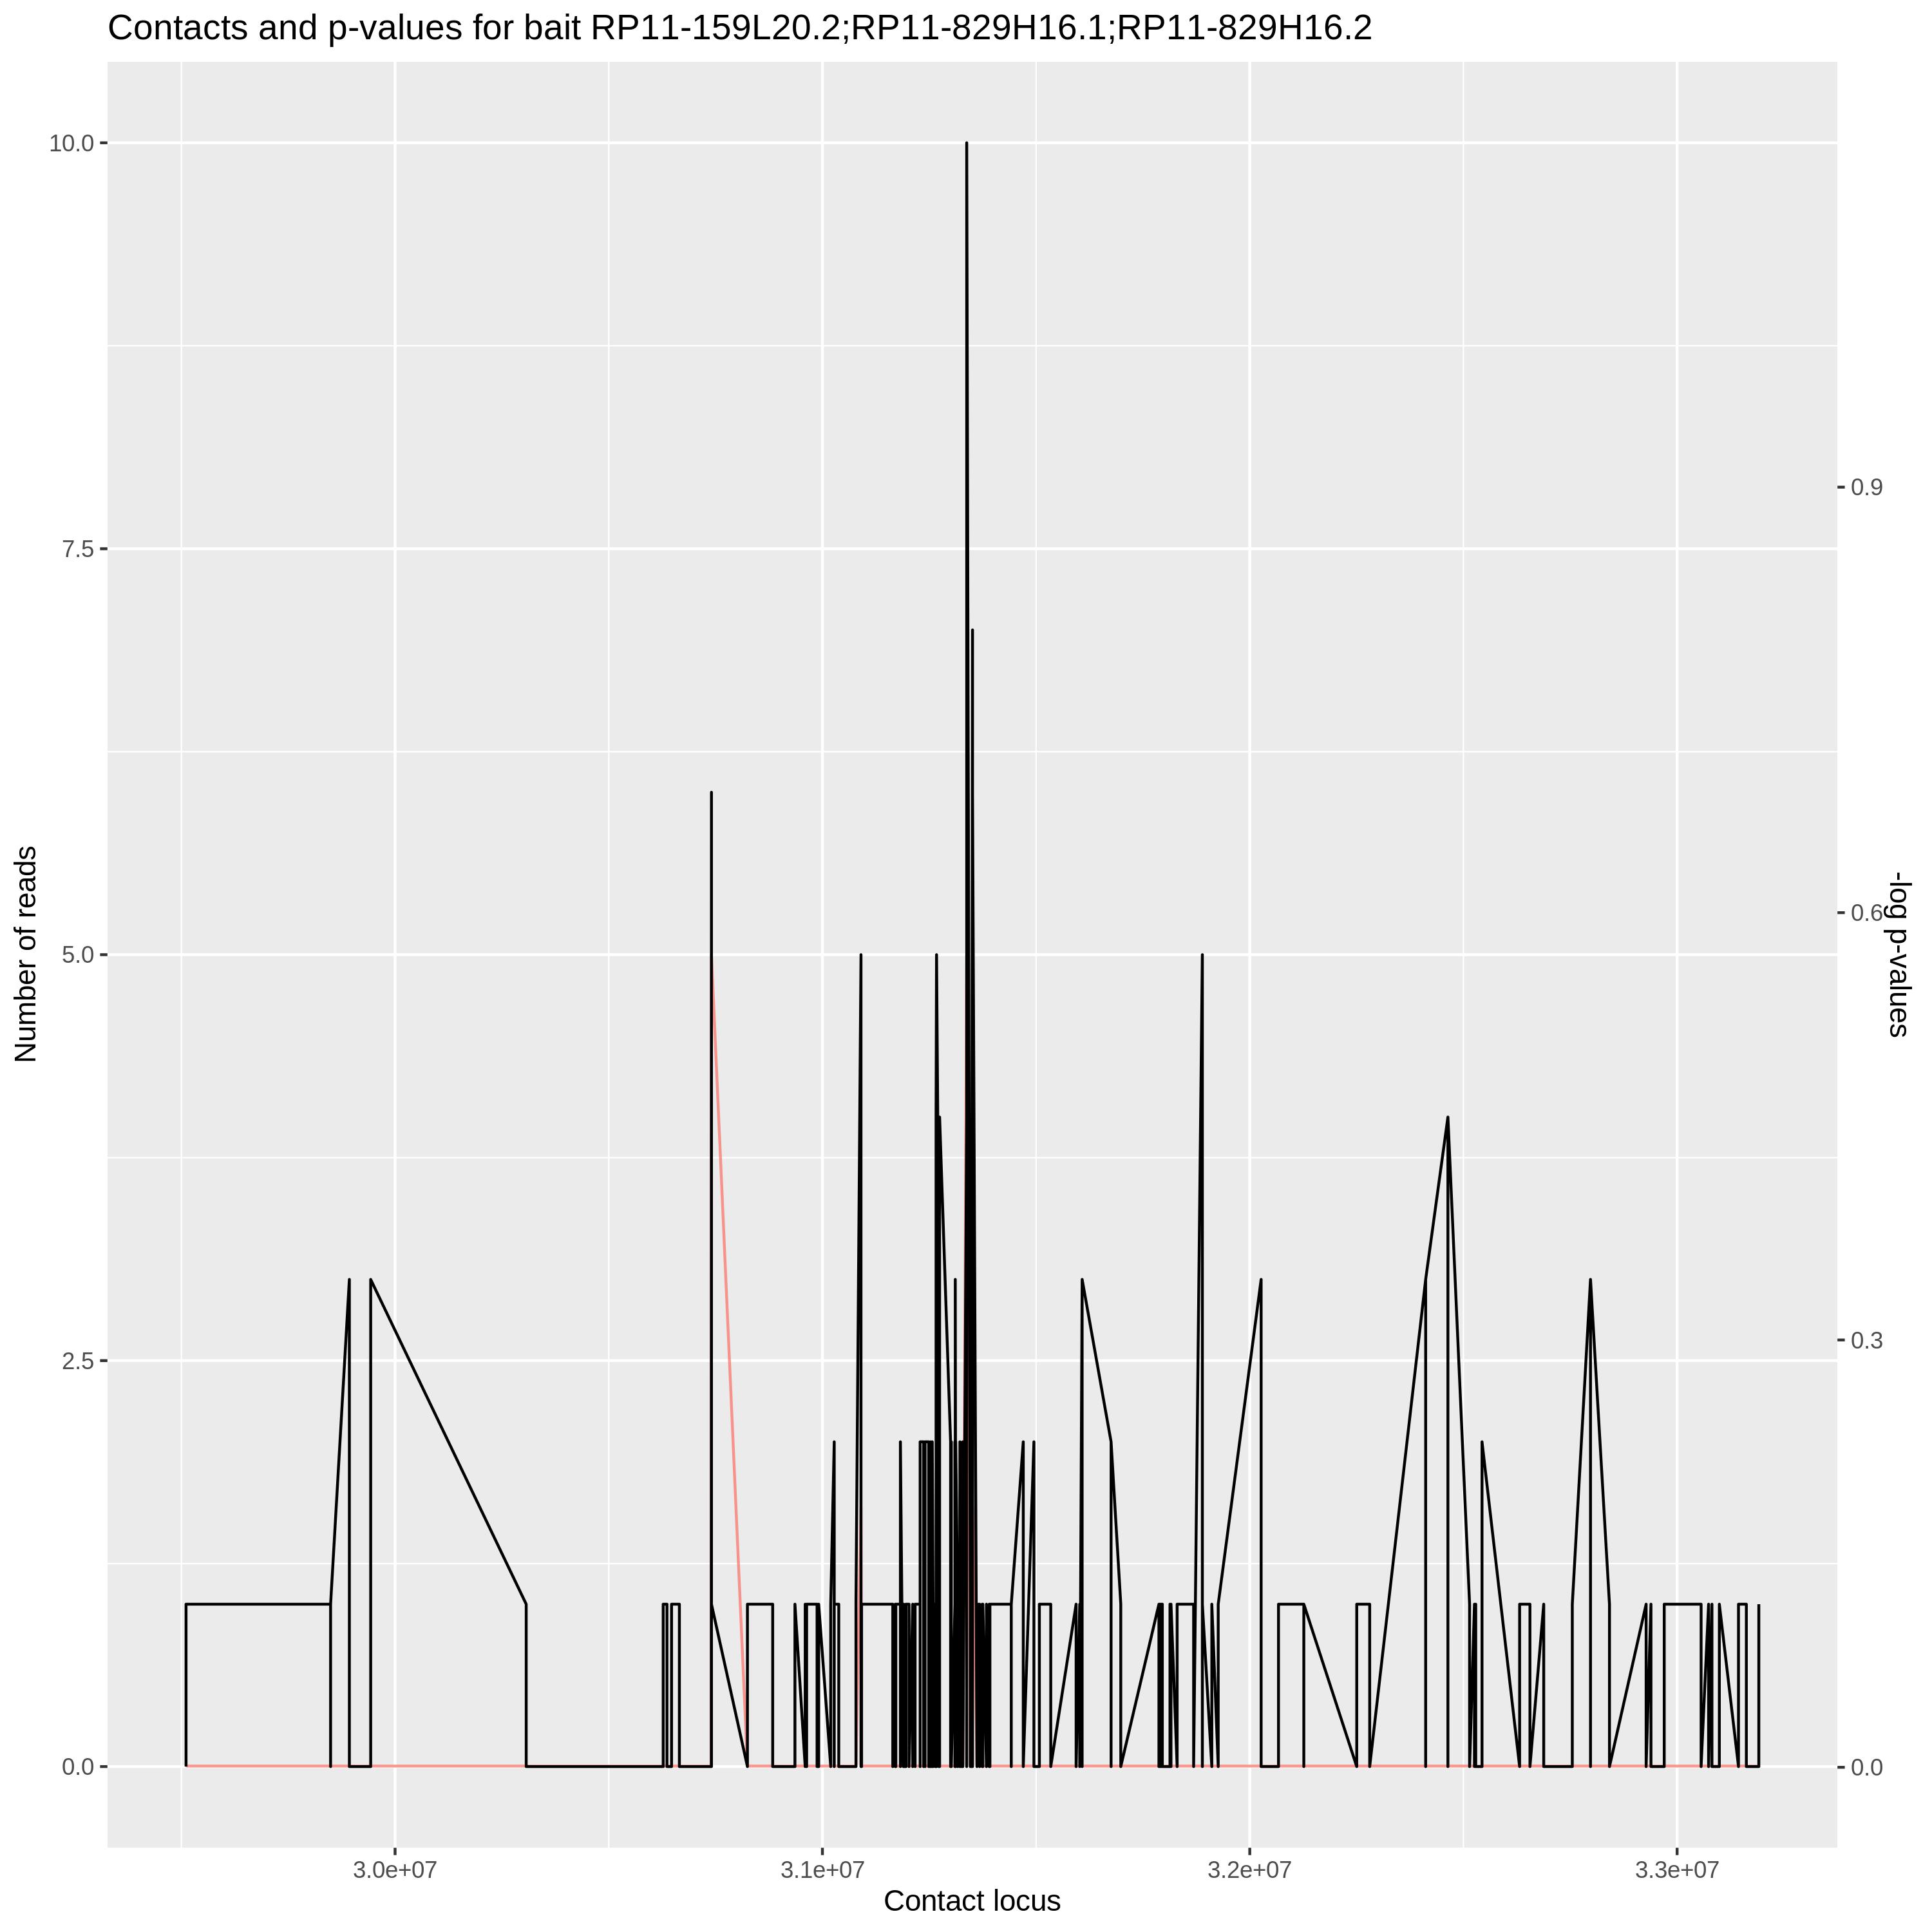 Contacts and p-values for bait RP11-159L20.2;RP11-829H16.1;RP11-829H16.2
10.0
7.5
5.0
2.5
0.0
Number of reads
0.9
0.6
0.3
0.0
-log p-values
3.0e+07
3.1e+07
3.2e+07
3.3e+07
Contact locus